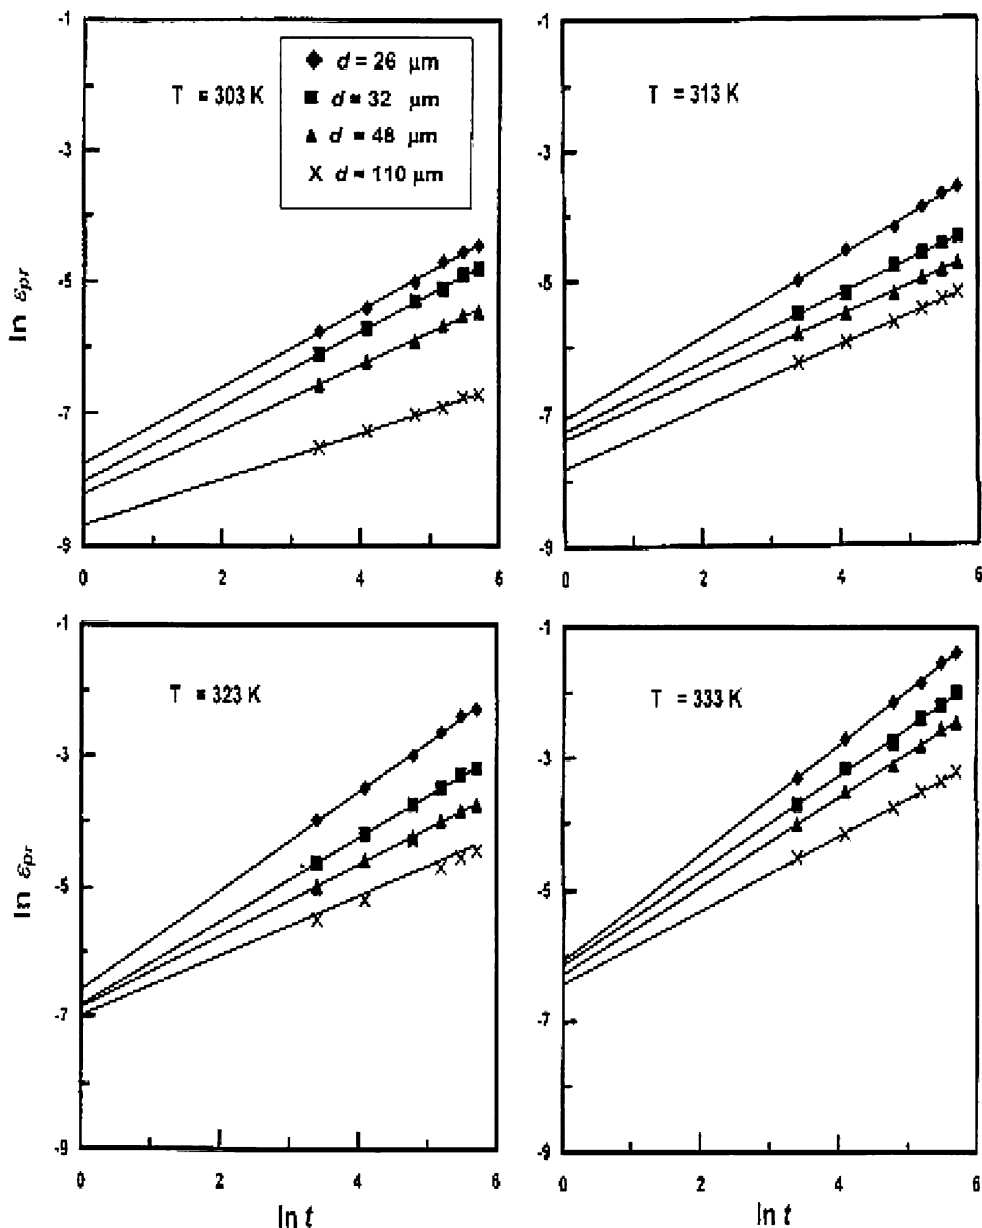 -1
-3
-5
-7
-9
ln εpr
T = 303 K
◆ d = 26 μm
■ d = 32 μm
▲ d = 48 μm
× d = 110 μm
0 2 4 6
-1
-3
-5
-7
-9
T = 313 K
0 2 4 6
-1
-3
-5
-7
-9
ln εpr
T = 323 K
0 2 4 6
ln t
-1
-3
-5
-7
-9
T = 333 K
0 2 4 6
ln t